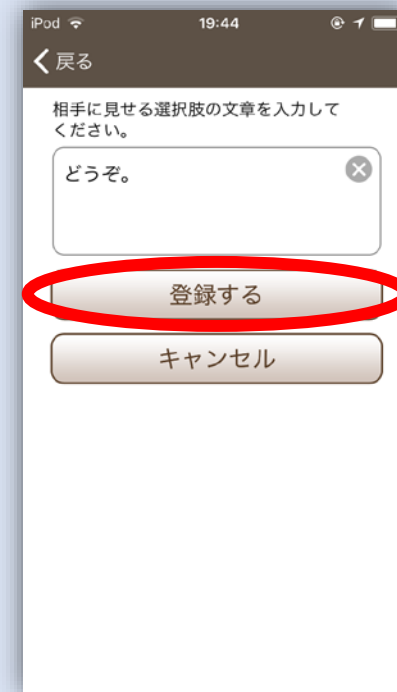 iPod 19:44
戻る
相手に見せる選択肢の文章を入力して
ください。
どうぞ。
登録する
キャンセル